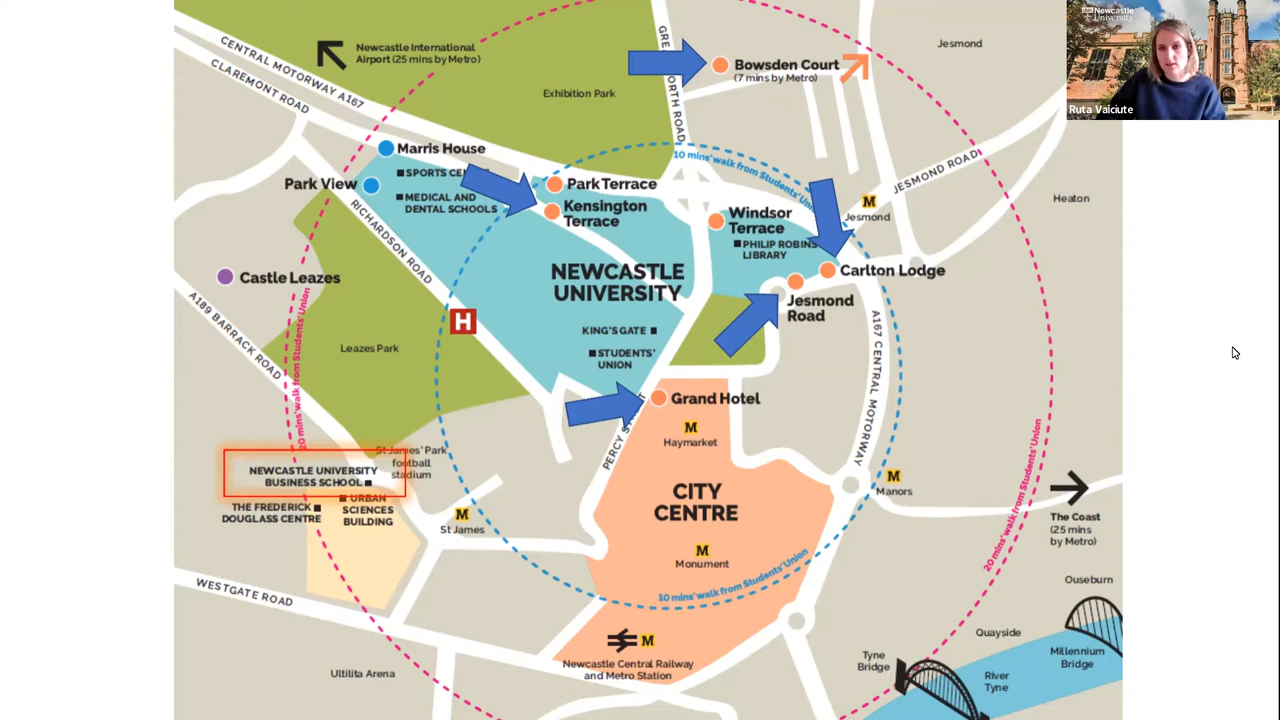 Newcastle
University
Ruta Vaiciute
CENTRAL MOTORWAY A167
CLAREMONT ROAD
Newcastle International
Airport (25 mins by Metro)
Exhibition Park
Bowsden Court
(7 mins by Metro)
Jesmond
Marris House
SPORTS
Park View
MEDICAL AND
DENTAL SCHOOLS
Park Terrace
Kensington
Terrace
10 mins' walk from Students'
Windsor
Terrace
PHILIP
LIBRARY
JESMOND ROAD
M
Jesmond
Heaton
RICHARDSON ROAD
Castle Leazes
A189 BARRACK ROAD
20 mins' walk from Students' Union
Leazes Park
H
NEWCASTLE
UNIVERSITY
KING'S GATE
STUDENTS'
UNION
Carlton Lodge
Jesmond
Road
A167 CENTRAL MOTORWAY
Grand Hotel
PERCY
M
Haymarket
CITY
CENTRE
M
Monument
10 mins' walk from Students' Union
St James' Park
football
stadium
NEWCASTLE UNIVERSITY
BUSINESS SCHOOL
THE FREDERICK
DOUGLASS CENTRE
URBAN
SCIENCES
BUILDING
M
St James
M
Manors
20 mins' walk from Students' Union
The Coast
(25 mins
by Metro)
WESTGATE ROAD
Utilita Arena
M
Newcastle Central Railway
and Metro Station
Ouseburn
Quayside
Millennium
Bridge
Tyne
Bridge
River
Tyne